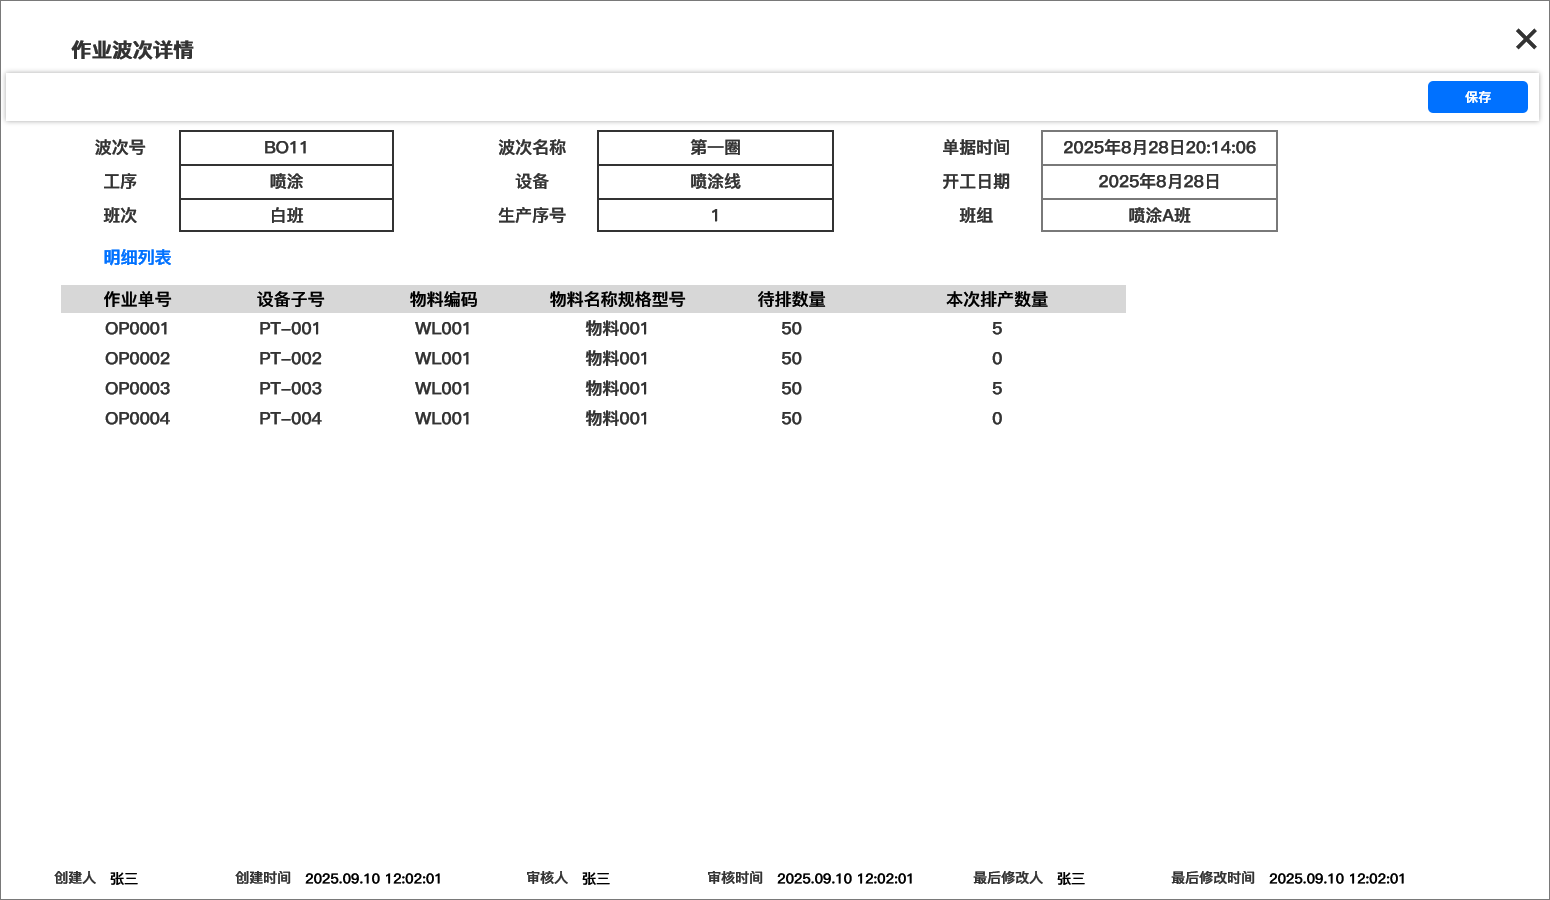 作业波次详情
保存
波次号 BO11 波次名称 第一圈 单据时间 2025年8月28日20:14:06
工序 喷涂 设备 喷涂线 开工日期 2025年8月28日
班次 白班 生产序号 1 班组 喷涂A班
明细列表
作业单号 设备子号 物料编码 物料名称规格型号 待排数量 本次排产数量
OP0001 PT-001 WL001 物料001 50 5
OP0002 PT-002 WL001 物料001 50 0
OP0003 PT-003 WL001 物料001 50 5
OP0004 PT-004 WL001 物料001 50 0
创建人 张三 创建时间 2025.09.10 12:02:01 审核人 张三 审核时间 2025.09.10 12:02:01 最后修改人 张三 最后修改时间 2025.09.10 12:02:01